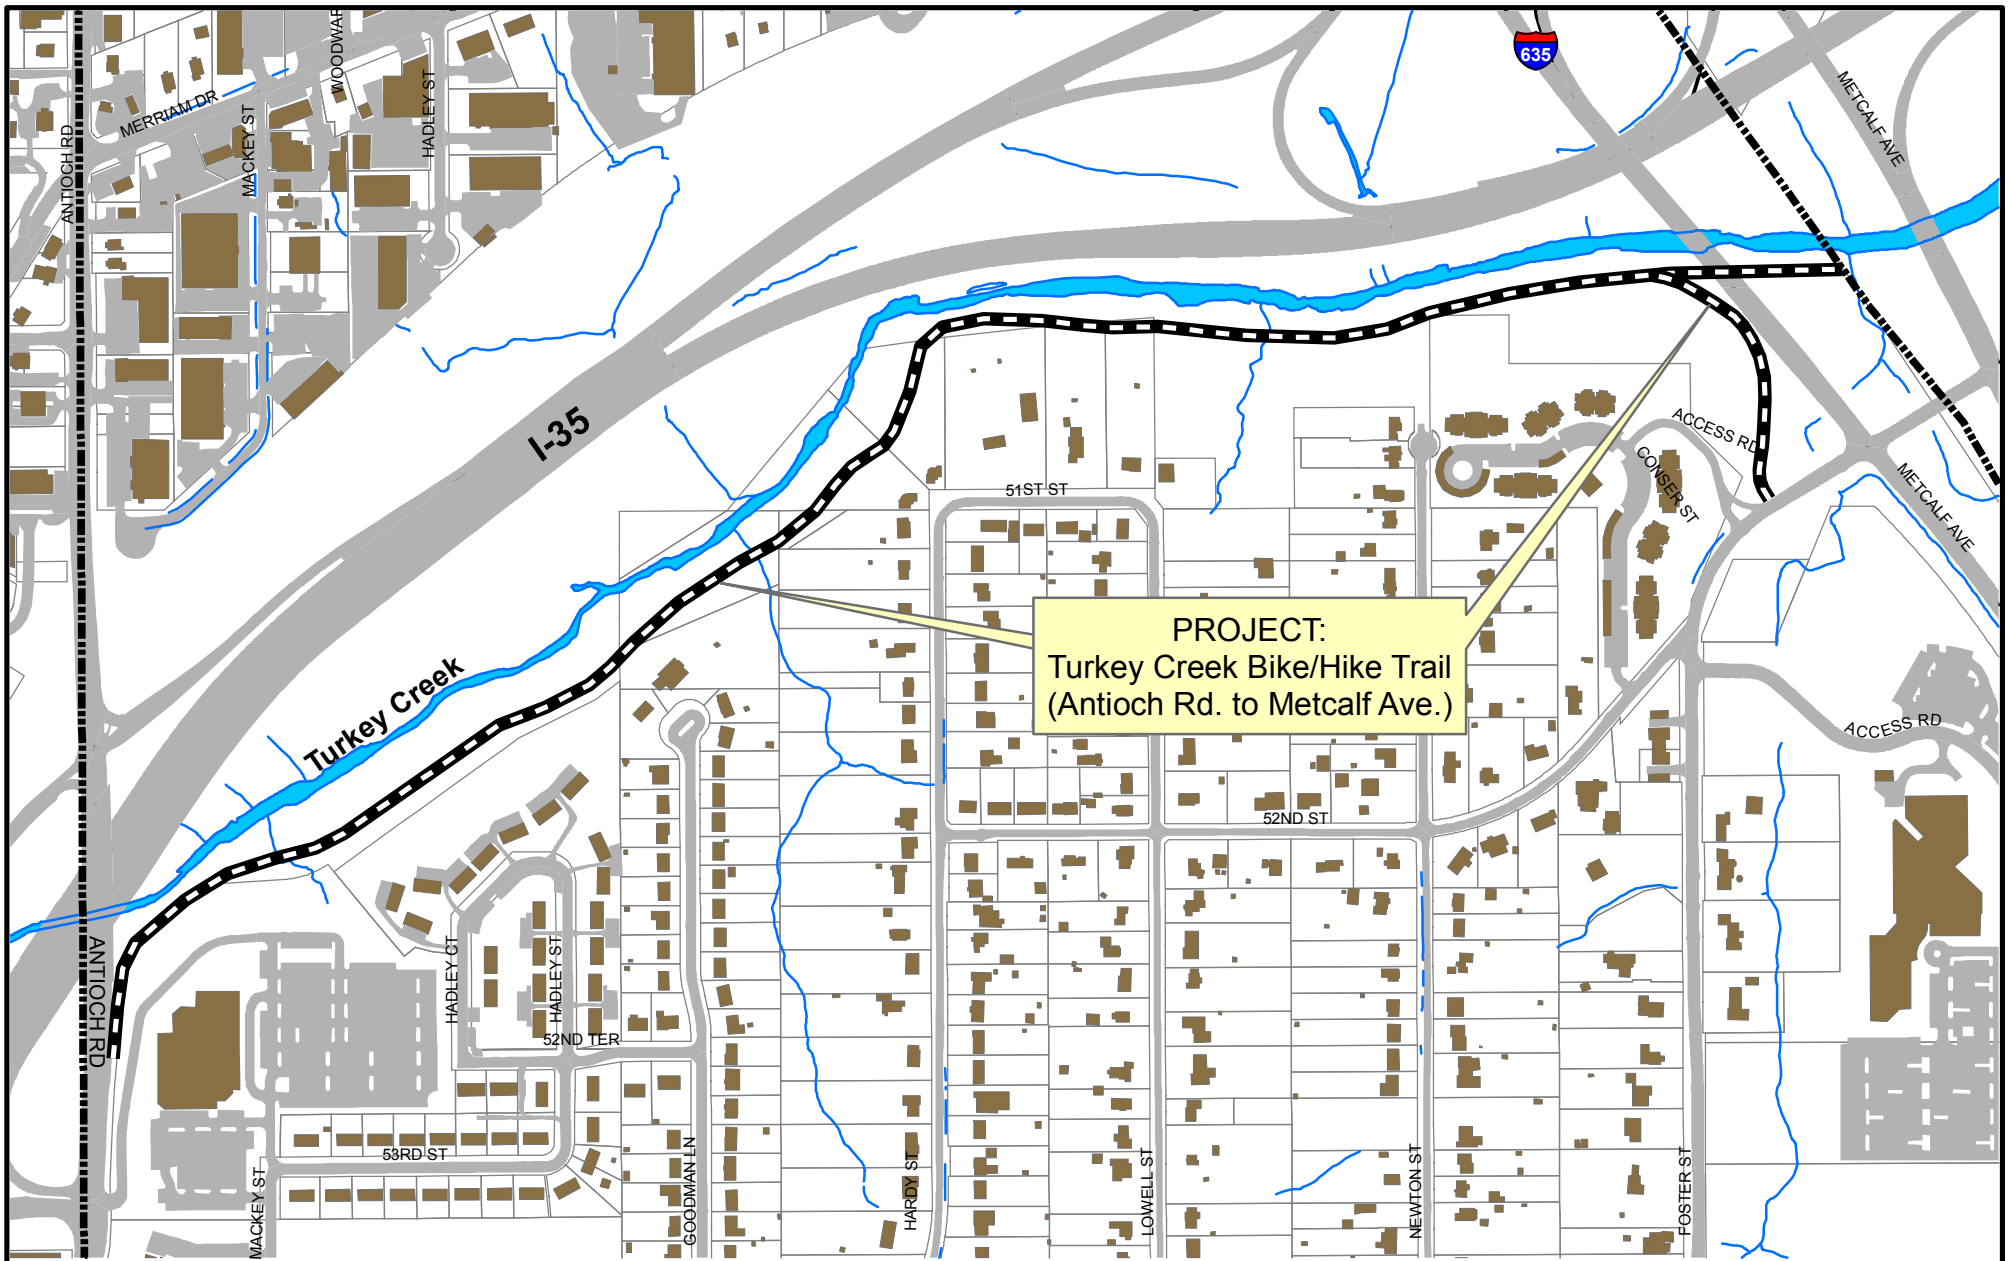 WOODWAR
635
METCALF AVE
HADLEY ST
MERRIAM DR
MACKEY ST
ANTIOCH RD
I-35
ACCESS RD
CONSER ST
METCALF AVE
51ST ST
PROJECT:
Turkey Creek Bike/Hike Trail
(Antioch Rd. to Metcalf Ave.)
Turkey Creek
ACCESS RD
52ND ST
ANTIOCH RD
HADLEY CT
HADLEY ST
52ND TER
53RD ST
MACKEY ST
GOODMAN LN
HARDY ST
LOWELL ST
NEWTON ST
FOSTER ST